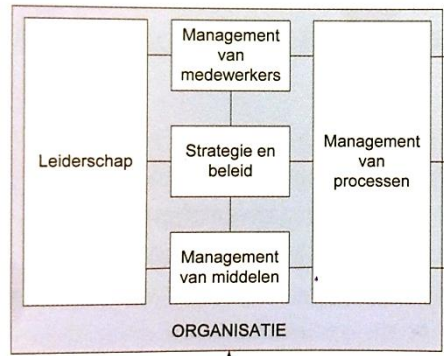 Leiderschap
Management
van
medewerkers
Strategie en
beleid
Management
van middelen
Management
van
processen
ORGANISATIE